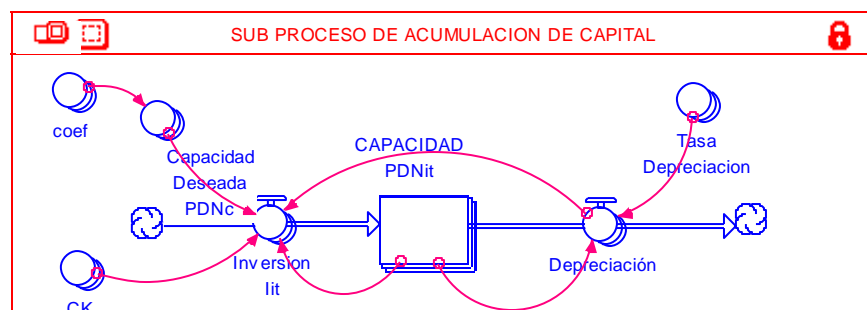 SUB PROCESO DE ACUMULACION DE CAPITAL
coef
Capacidad
Deseada
PDNc
CAPACIDAD
PDNit
Tasa
Depreciacion
Inversion
Iit
Depreciación
CK